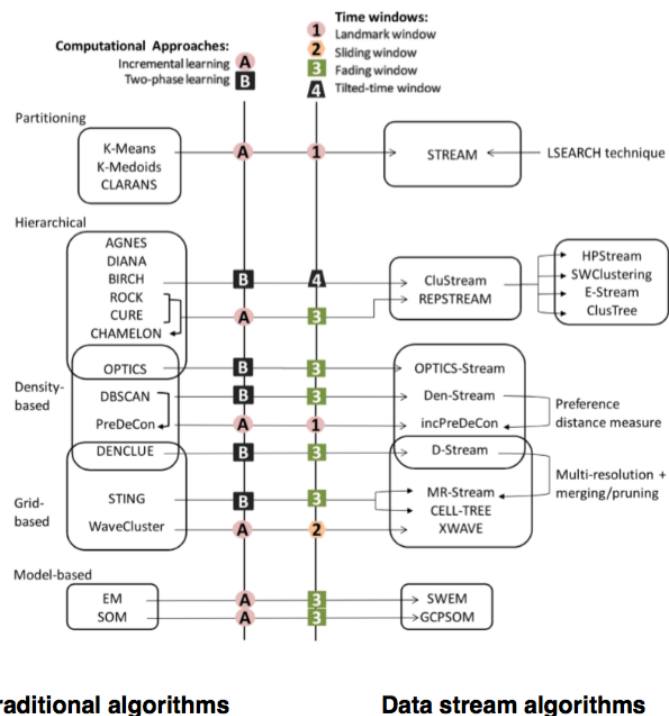 Time windows:
1 Landmark window
2 Sliding window
3 Fading window
4 Tilted-time window
Computational Approaches:
Incremental learning A
Two-phase learning B
Partitioning
K-Means
K-Medoids
CLARANS
A 1
STREAM
LSEARCH technique
Hierarchical
AGNES
DIANA
BIRCH
ROCK
CURE
CHAMELON
B 4
A 3
CluStream
REPSTREAM
HPStream
SWClustering
E-Stream
ClusTree
OPTICS B 3 OPTICS-Stream
Density-
based
DBSCAN B 3 Den-Stream
PreDeCon A 1 incPreDeCon
Preference
distance measure
DENCLUE B 3 D-Stream
Multi-resolution +
merging/pruning
Grid-
based
STING B 3 MR-Stream
CELL-TREE
WaveCluster A 2 XWAVE
Model-based
EM A 3 SWEM
SOM A 3 GCPSOM
raditional algorithms
Data stream algorithms